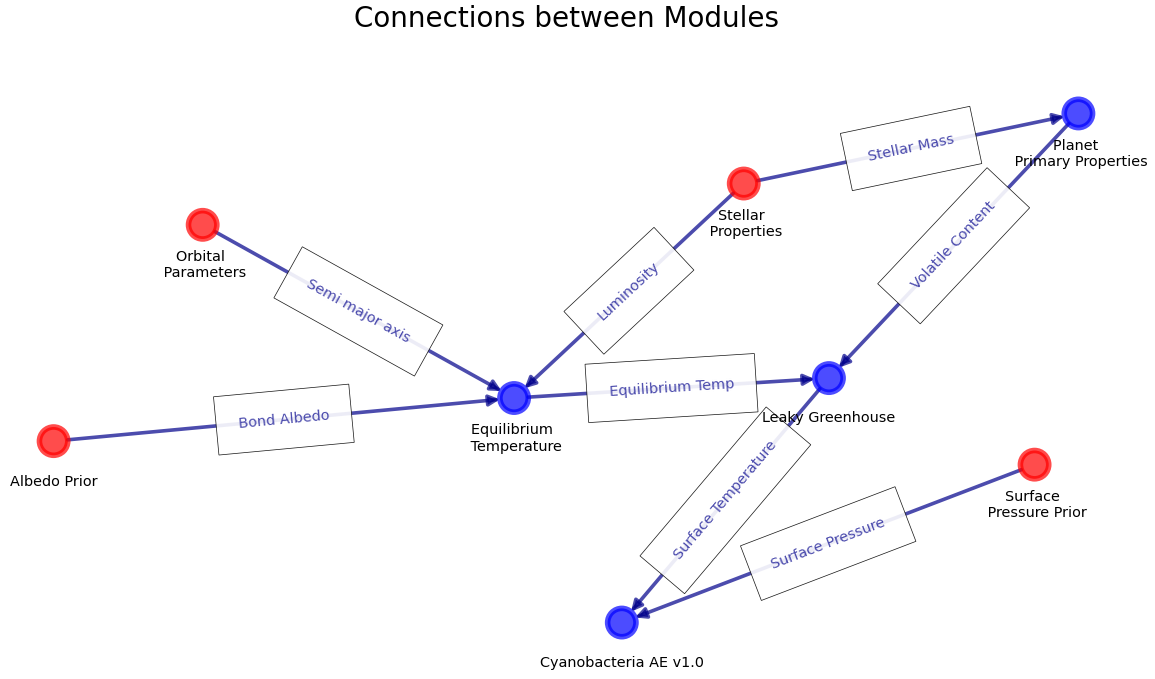 Connections between Modules
Stellar Mass
Planet
Primary Properties
Stellar
Properties
Volatile Content
Orbital
Parameters
Luminosity
Semi major axis
Equilibrium Temp
Bond Albedo
Leaky Greenhouse
Equilibrium
Temperature
Albedo Prior
Surface Temperature
Surface
Pressure Prior
Surface Pressure
Cyanobacteria AE v1.0